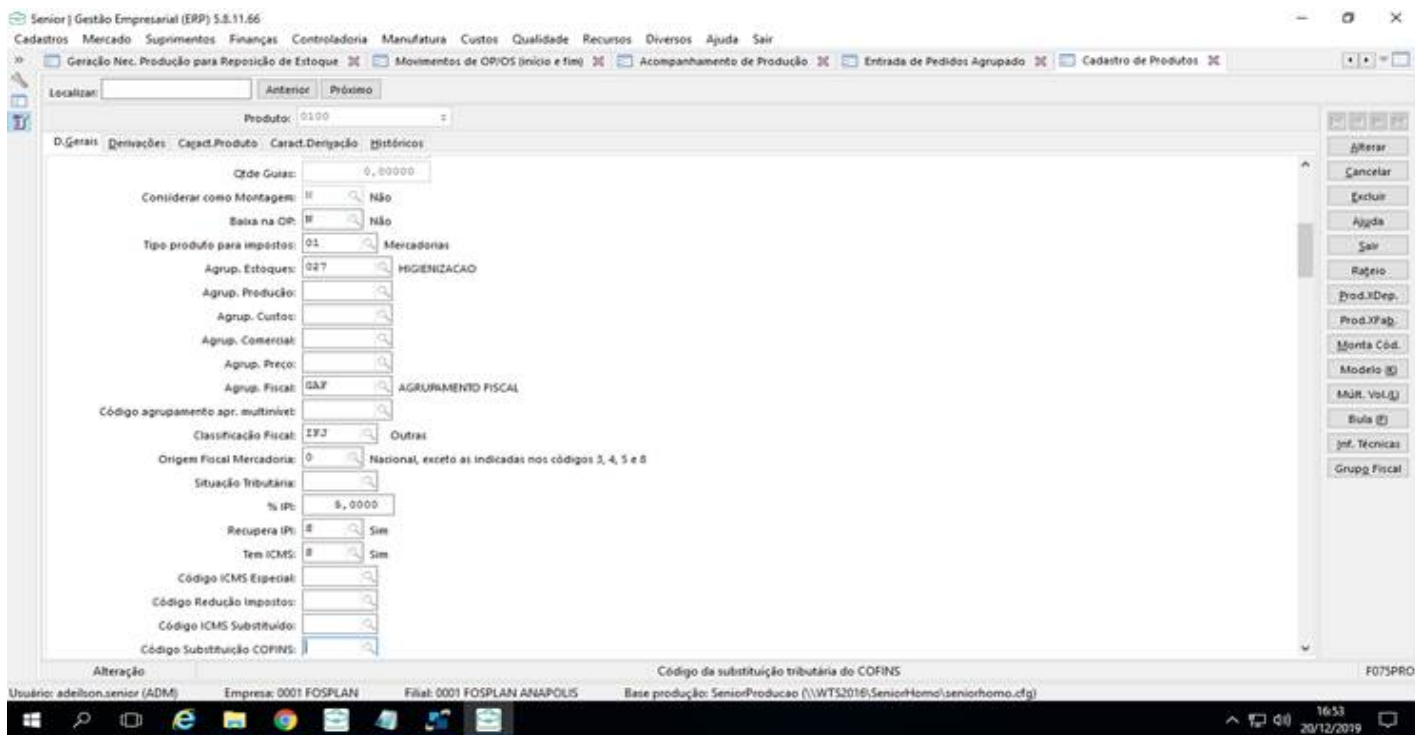 Senior | Gestão Empresarial (ERP) 5.8.11.66
Cadastros Mercado Suprimentos Finanças Controladoria Manufatura Custos Qualidade Recursos Diversos Ajuda Sair
Geração Nec. Produção para Reposição de Estoque Movimentos de OP/OS (início e fim) Acompanhamento de Produção Entrada de Pedidos Agrupado Cadastro de Produtos
Localizar: Anterior Próximo
Produto: 0100
D.Gerais Derivações Caract.Produto Caract.Derivação Históricos
Alterar
Cancelar
Excluir
Ajuda
Sair
Rateio
Prod.XDep.
Prod.XFab.
Monta Cód.
Modelo (K)
Múlt. Vol.(L)
Bula (F)
Inf. Técnicas
Grupo Fiscal
Qtde Guias: 0,00000
Considerar como Montagem: N Não
Baixa na OP: N Não
Tipo produto para impostos: 01 Mercadorias
Agrup. Estoques: 027 HIGIENIZACAO
Agrup. Produção:
Agrup. Custos:
Agrup. Comercial:
Agrup. Preço:
Agrup. Fiscal: GAF AGRUPAMENTO FISCAL
Código agrupamento apr. multinível:
Classificação Fiscal: Outras
Origem Fiscal Mercadoria: 0 Nacional, exceto as indicadas nos códigos 3, 4, 5 e 8
Situação Tributária:
% IPI:
Recupera IPI: S Sim
Tem ICMS: S Sim
Código ICMS Especial:
Código Redução Impostos:
Código ICMS Substituído:
Código Substituição COFINS:
Alteração Código da substituição tributária do COFINS F075PRO
Usuário: adeilson.senior (ADM) Empresa: 0001 FOSPLAN Filial: 0001 FOSPLAN ANAPOLIS Base produção: SeniorProducao (\\WTS2016\SeniorHomo\seniorhomo.cfg)
16:53
20/12/2019